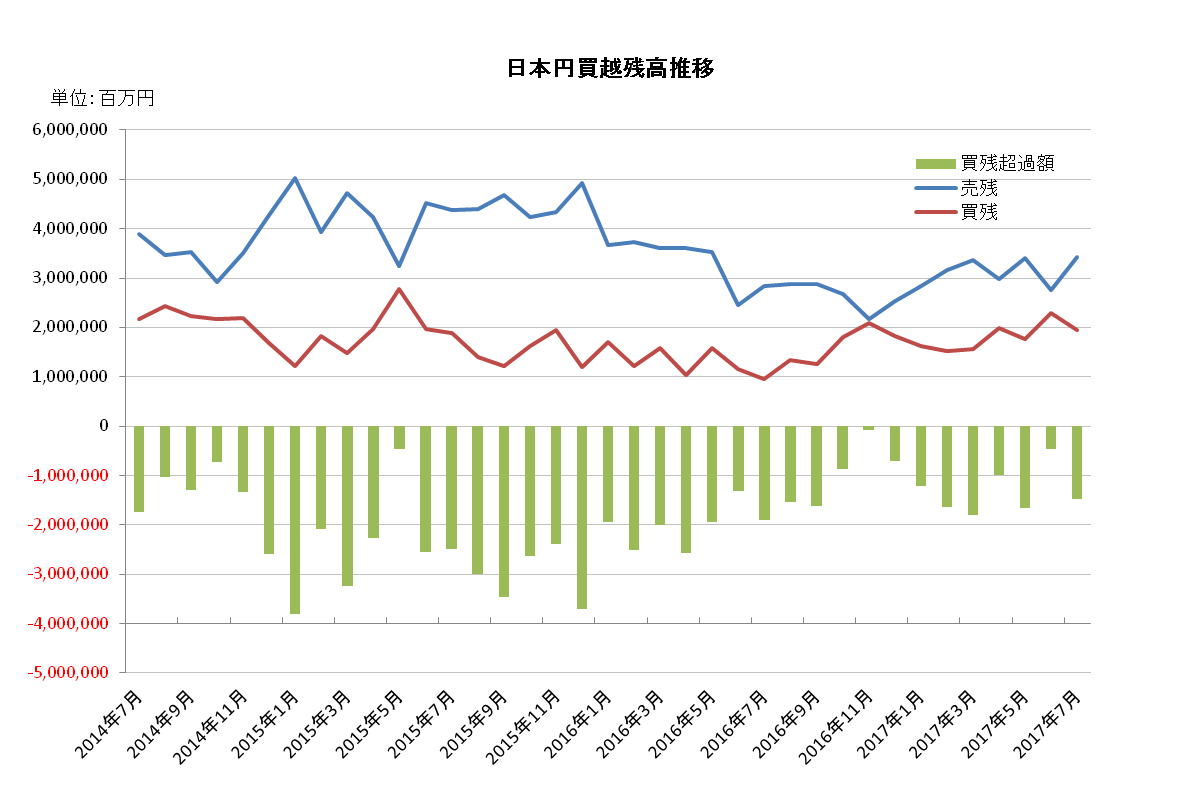 日本円買越残高推移
単位: 百万円
6,000,000
5,000,000
4,000,000
3,000,000
2,000,000
1,000,000
0
-1,000,000
-2,000,000
-3,000,000
-4,000,000
-5,000,000
買残超過額
売残
買残
2014年7月
2014年9月
2014年11月
2015年1月
2015年3月
2015年5月
2015年7月
2015年9月
2015年11月
2016年1月
2016年3月
2016年5月
2016年7月
2016年9月
2016年11月
2017年1月
2017年3月
2017年5月
2017年7月